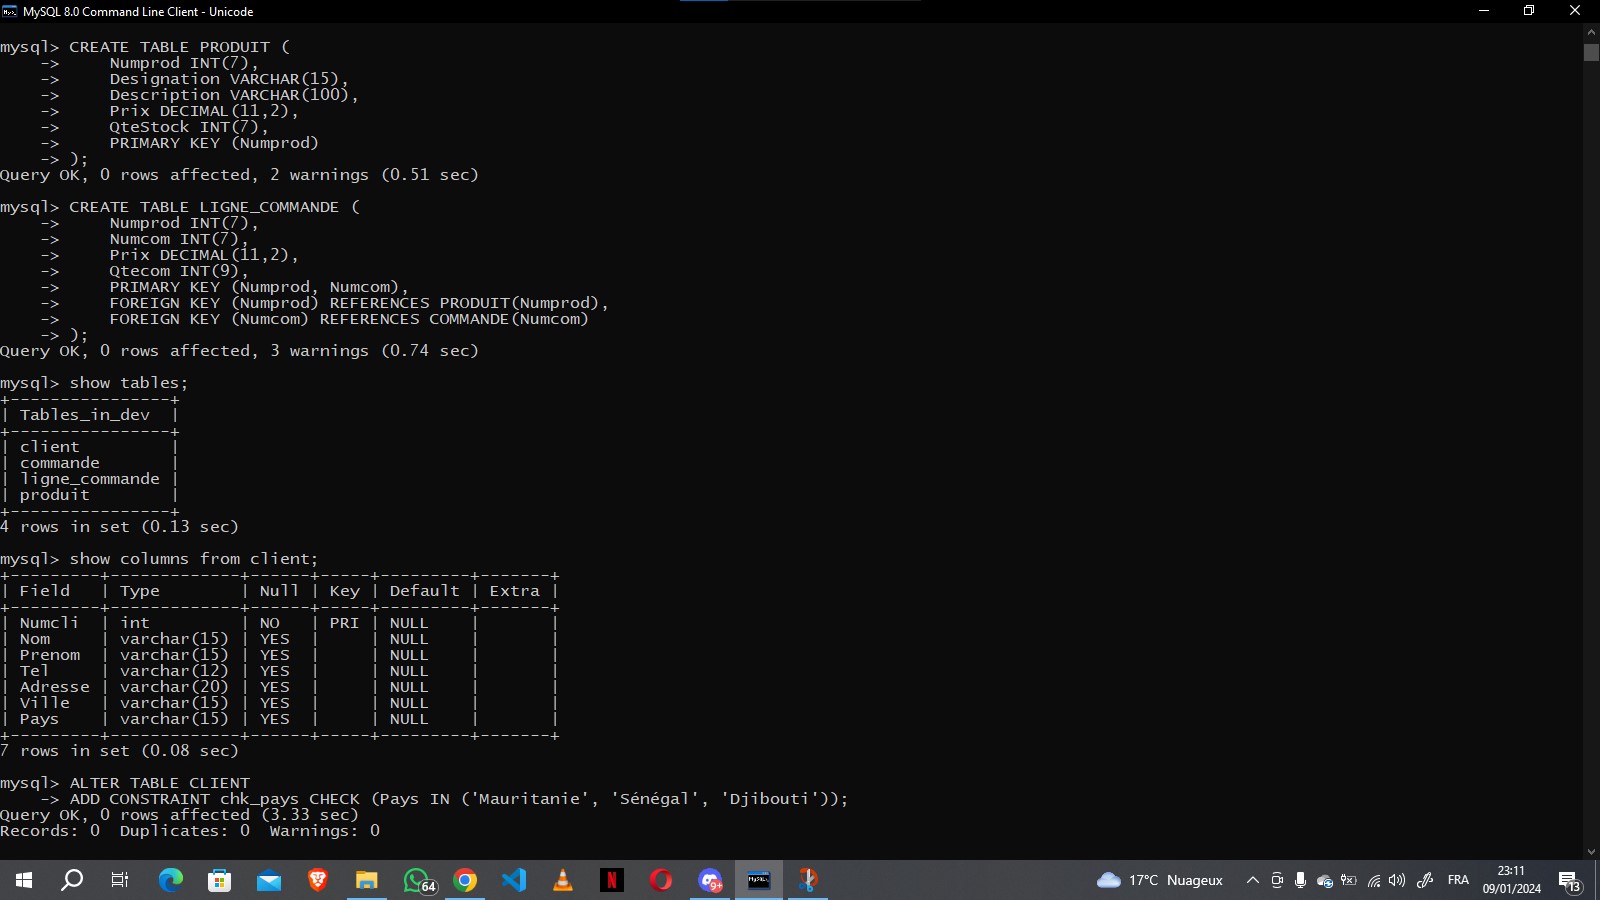 MySQL 8.0 Command Line Client - Unicode
mysql> CREATE TABLE PRODUIT (
    ->     Numprod INT(7),
    ->     Designation VARCHAR(15),
    ->     Description VARCHAR(100),
    ->     Prix DECIMAL(11,2),
    ->     QteStock INT(7),
    ->     PRIMARY KEY (Numprod)
    -> );
Query OK, 0 rows affected, 2 warnings (0.51 sec)
mysql> CREATE TABLE LIGNE_COMMANDE (
    ->     Numprod INT(7),
    ->     Numcom INT(7),
    ->     Prix DECIMAL(11,2),
    ->     Qtecom INT(9),
    ->     PRIMARY KEY (Numprod, Numcom),
    ->     FOREIGN KEY (Numprod) REFERENCES PRODUIT(Numprod),
    ->     FOREIGN KEY (Numcom) REFERENCES COMMANDE(Numcom)
    -> );
Query OK, 0 rows affected, 3 warnings (0.74 sec)
mysql> show tables;
+----------------+
| Tables_in_dev  |
+----------------+
| client         |
| commande       |
| ligne_commande |
| produit        |
+----------------+
4 rows in set (0.13 sec)
mysql> show columns from client;
+---------+-------------+------+-----+---------+-------+
| Field   | Type        | Null | Key | Default | Extra |
+---------+-------------+------+-----+---------+-------+
| Numcli  | int         | NO   | PRI | NULL    |       |
| Nom     | varchar(15) | YES  |     | NULL    |       |
| Prenom  | varchar(15) | YES  |     | NULL    |       |
| Tel     | varchar(12) | YES  |     | NULL    |       |
| Adresse | varchar(20) | YES  |     | NULL    |       |
| Ville   | varchar(15) | YES  |     | NULL    |       |
| Pays    | varchar(15) | YES  |     | NULL    |       |
+---------+-------------+------+-----+---------+-------+
7 rows in set (0.08 sec)
mysql> ALTER TABLE CLIENT
    -> ADD CONSTRAINT chk_pays CHECK (Pays IN ('Mauritanie', 'Sénégal', 'Djibouti'));
Query OK, 0 rows affected (3.33 sec)
Records: 0  Duplicates: 0  Warnings: 0
64
N
9+
MySQL
17°C Nuageux
FRA
23:11
09/01/2024
13